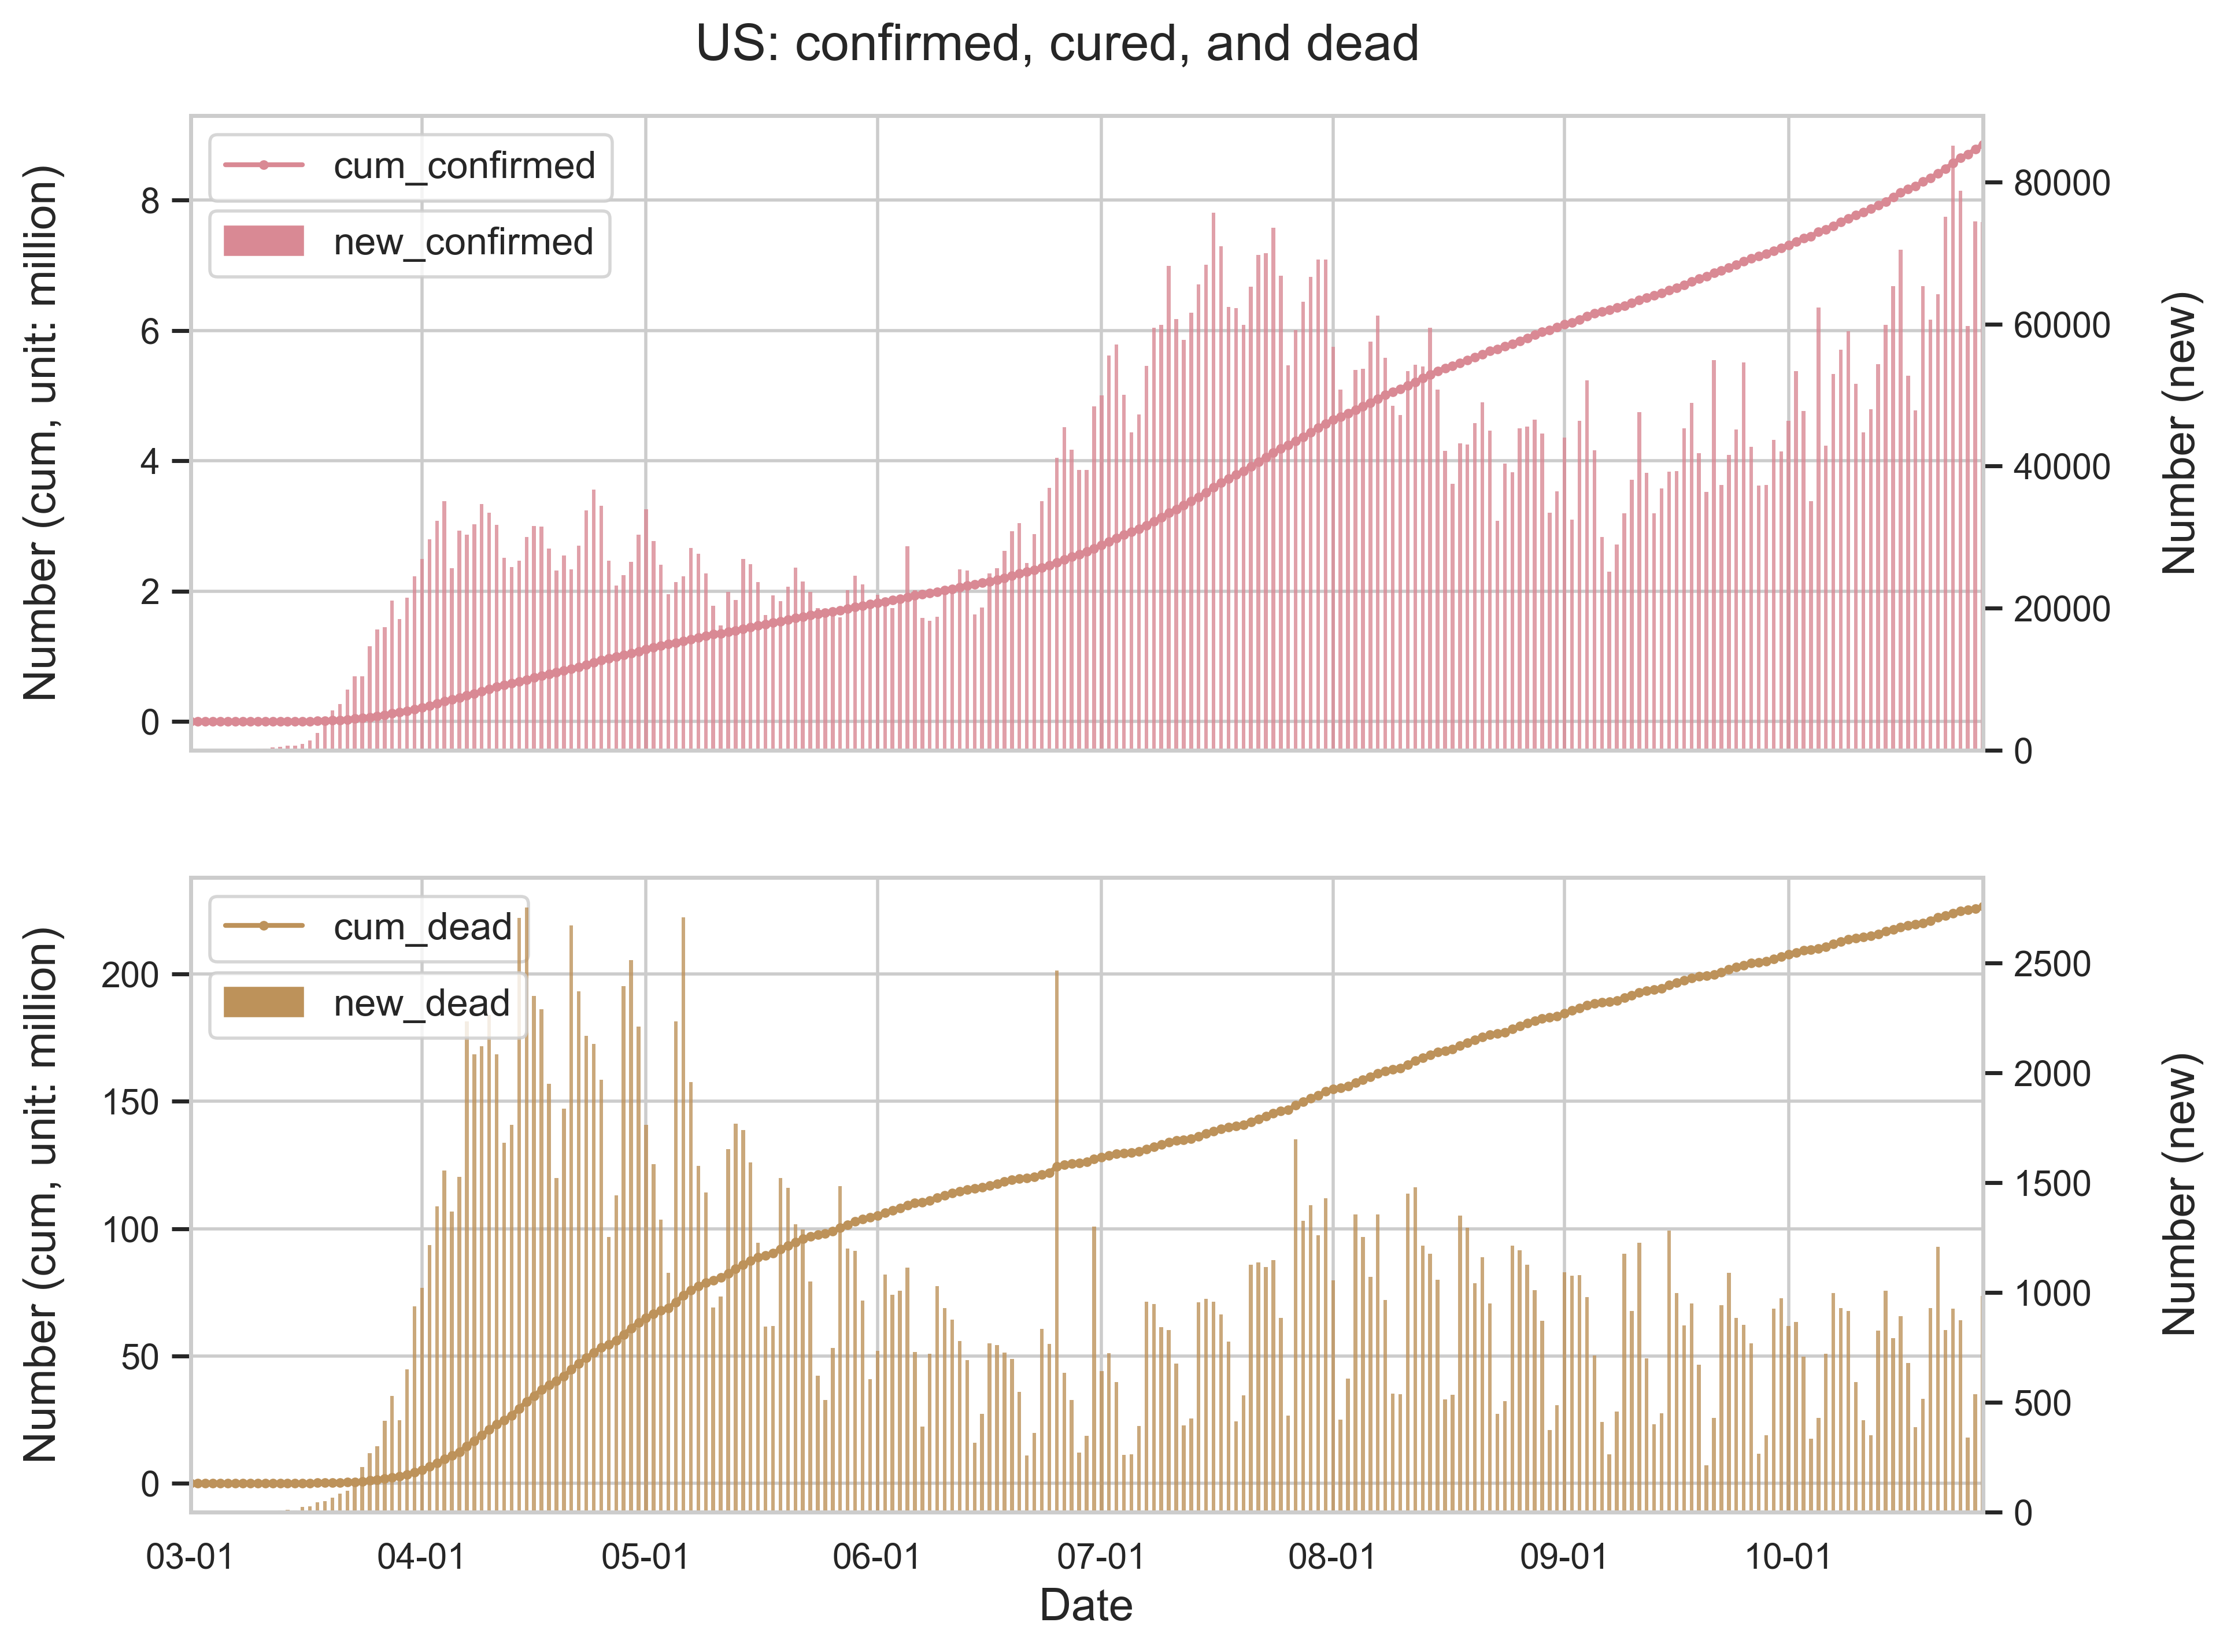 US: confirmed, cured, and dead
cum_confirmed
new_confirmed
Number (cum, unit: million)
8
6
4
2
0
80000
60000
40000
20000
0
Number (new)
cum_dead
new_dead
Number (cum, unit: million)
200
150
100
50
0
2500
2000
1500
1000
500
0
Number (new)
03-01 04-01 05-01 06-01 07-01 08-01 09-01 10-01
Date